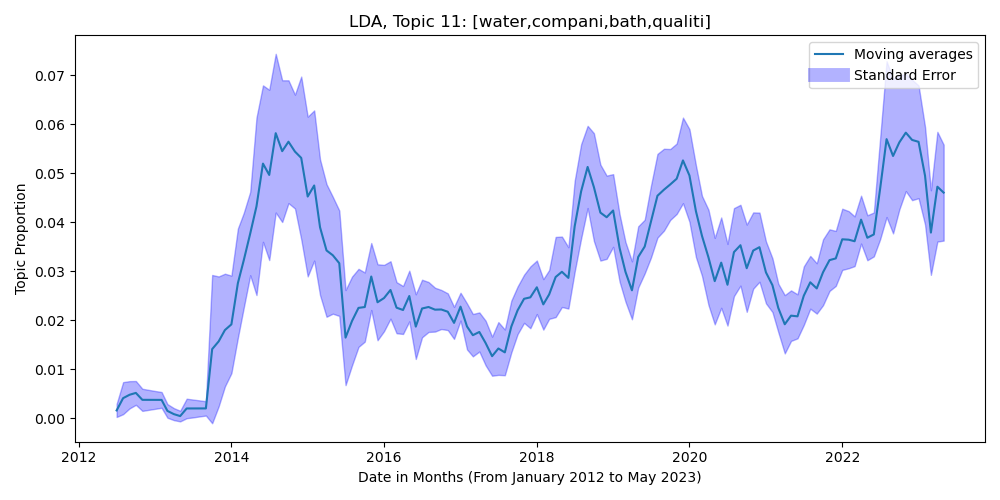 LDA, Topic 11: [water,compani,bath,qualiti]
Moving averages
Standard Error
Topic Proportion
0.07
0.06
0.05
0.04
0.03
0.02
0.01
0.00
2012
2014
2016
2018
2020
2022
Date in Months (From January 2012 to May 2023)